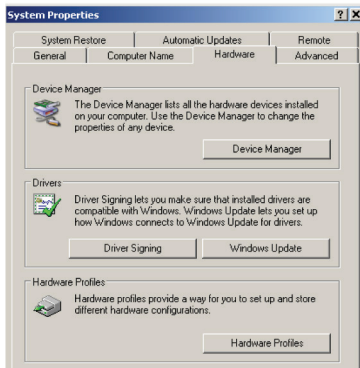 System Properties
System Restore Automatic Updates Remote
General Computer Name Hardware Advanced
Device Manager
The Device Manager lists all the hardware devices installed
on your computer. Use the Device Manager to change the
properties of any device.
Device Manager
Drivers
Driver Signing lets you make sure that installed drivers are
compatible with Windows. Windows Update lets you set up
how Windows connects to Windows Update for drivers.
Driver Signing Windows Update
Hardware Profiles
Hardware profiles provide a way for you to set up and store
different hardware configurations.
Hardware Profiles